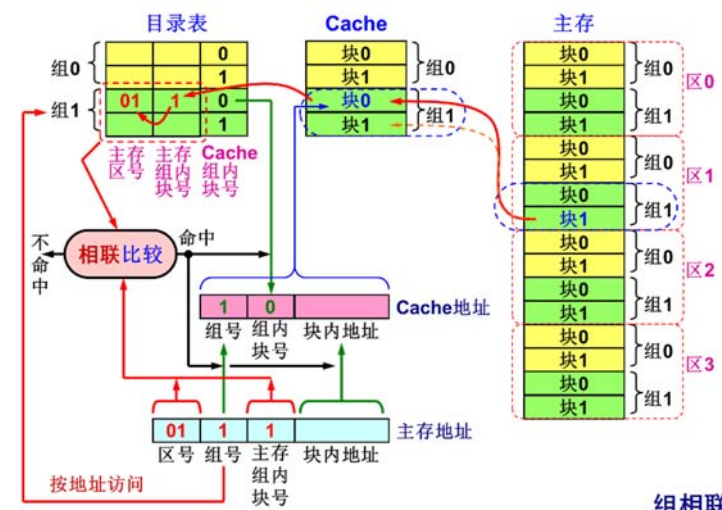 目录表
Cache
主存
组0
组1
0
1
01 1 0
1
主存区号
主存组内块号
Cache组内块号
块0
块1
块0
块1
组0
组1
块0
块1
块0
块1
块0
块1
块0
块1
块0
块1
块0
块1
块0
块1
块0
块1
组0
组1
组0
组1
组0
组1
组0
组1
区0
区1
区2
区3
不命中
相联比较
命中
1 0
Cache地址
组号
组内块号
块内地址
01 1 1
主存地址
区号
组号
主存组内块号
块内地址
按地址访问
组相联